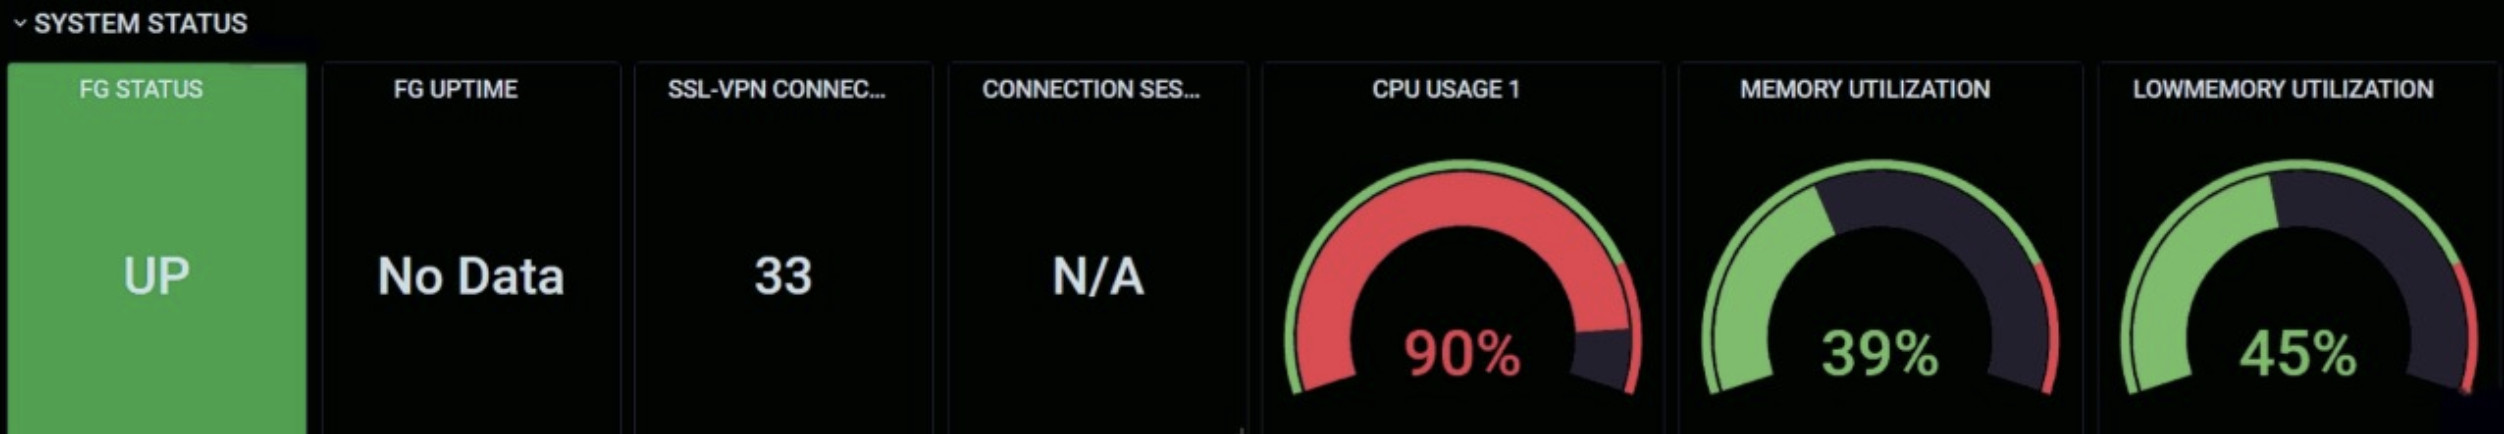 SYSTEM STATUS
FG STATUS
UP
FG UPTIME
No Data
SSL-VPN CONNEC...
33
CONNECTION SES...
N/A
CPU USAGE 1
90%
MEMORY UTILIZATION
39%
LOWMEMORY UTILIZATION
45%